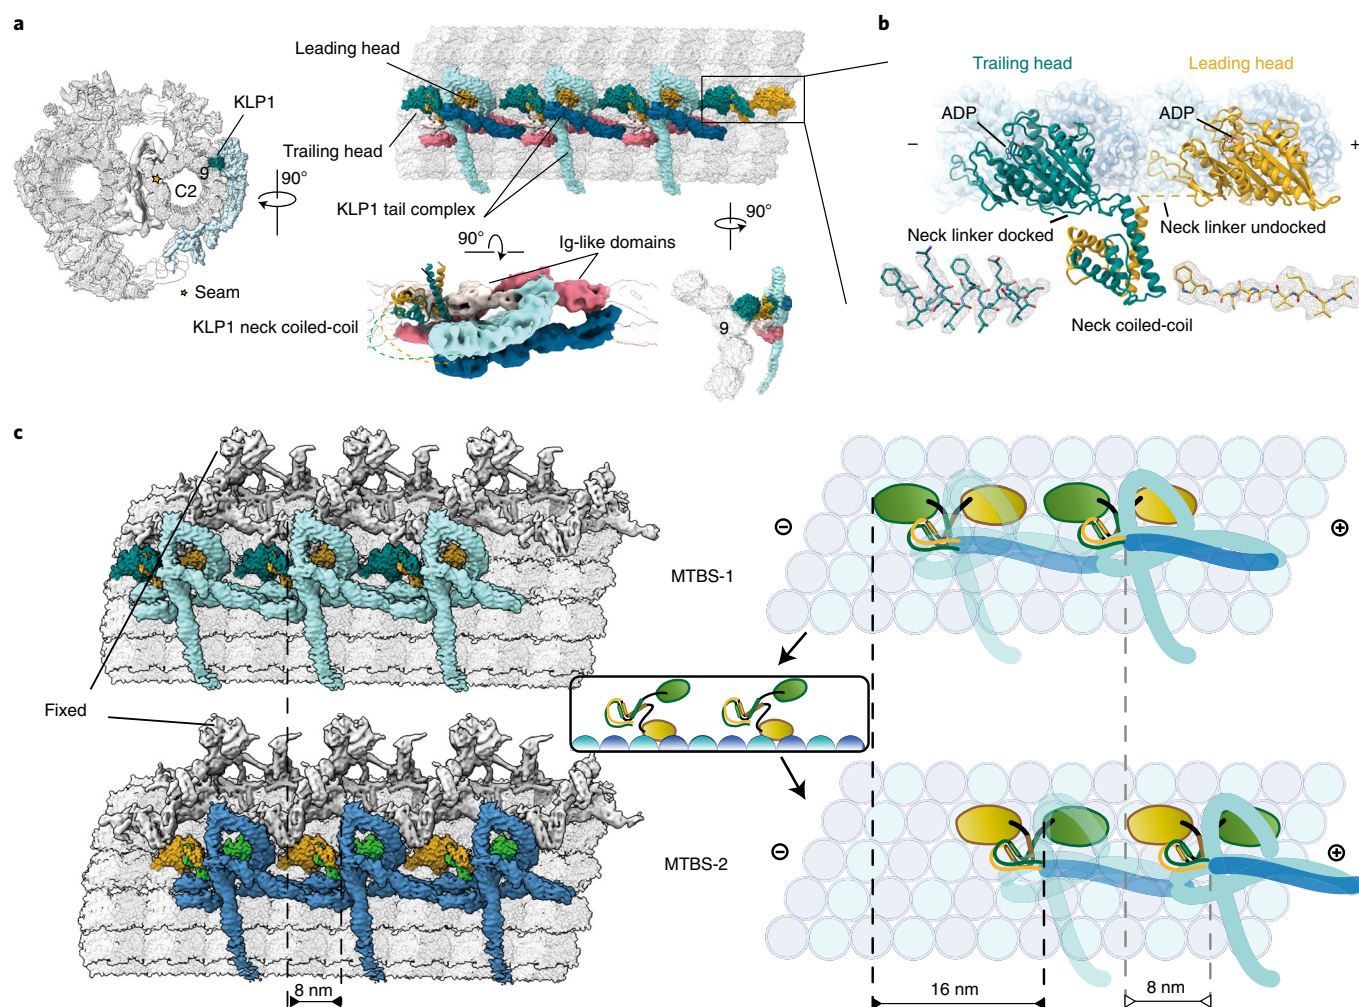 a
KLP1
9
C2
90°
Seam
Leading head
Trailing head
KLP1 tail complex
90°
90°
Ig-like domains
KLP1 neck coiled-coil
9
b
Trailing head
Leading head
ADP
ADP
–
+
Neck linker docked
Neck linker undocked
Neck coiled-coil
c
Fixed
MTBS-1
–
+
MTBS-2
–
+
8 nm
16 nm
8 nm